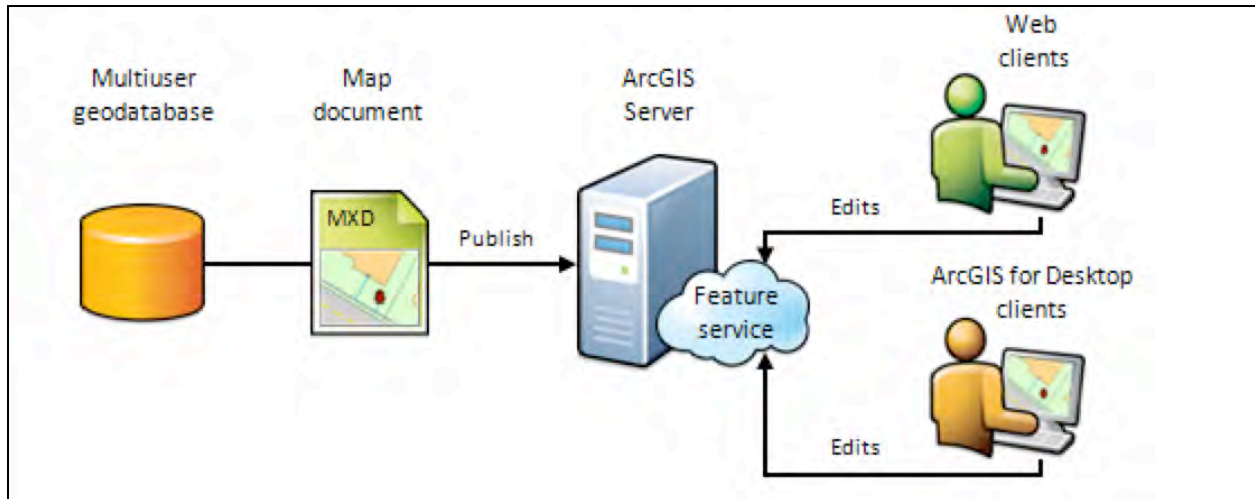 Multiuser
geodatabase
Map
document
ArcGIS
Server
Web
clients
MXD
Publish
Edits
Feature
service
ArcGIS for Desktop
clients
Edits